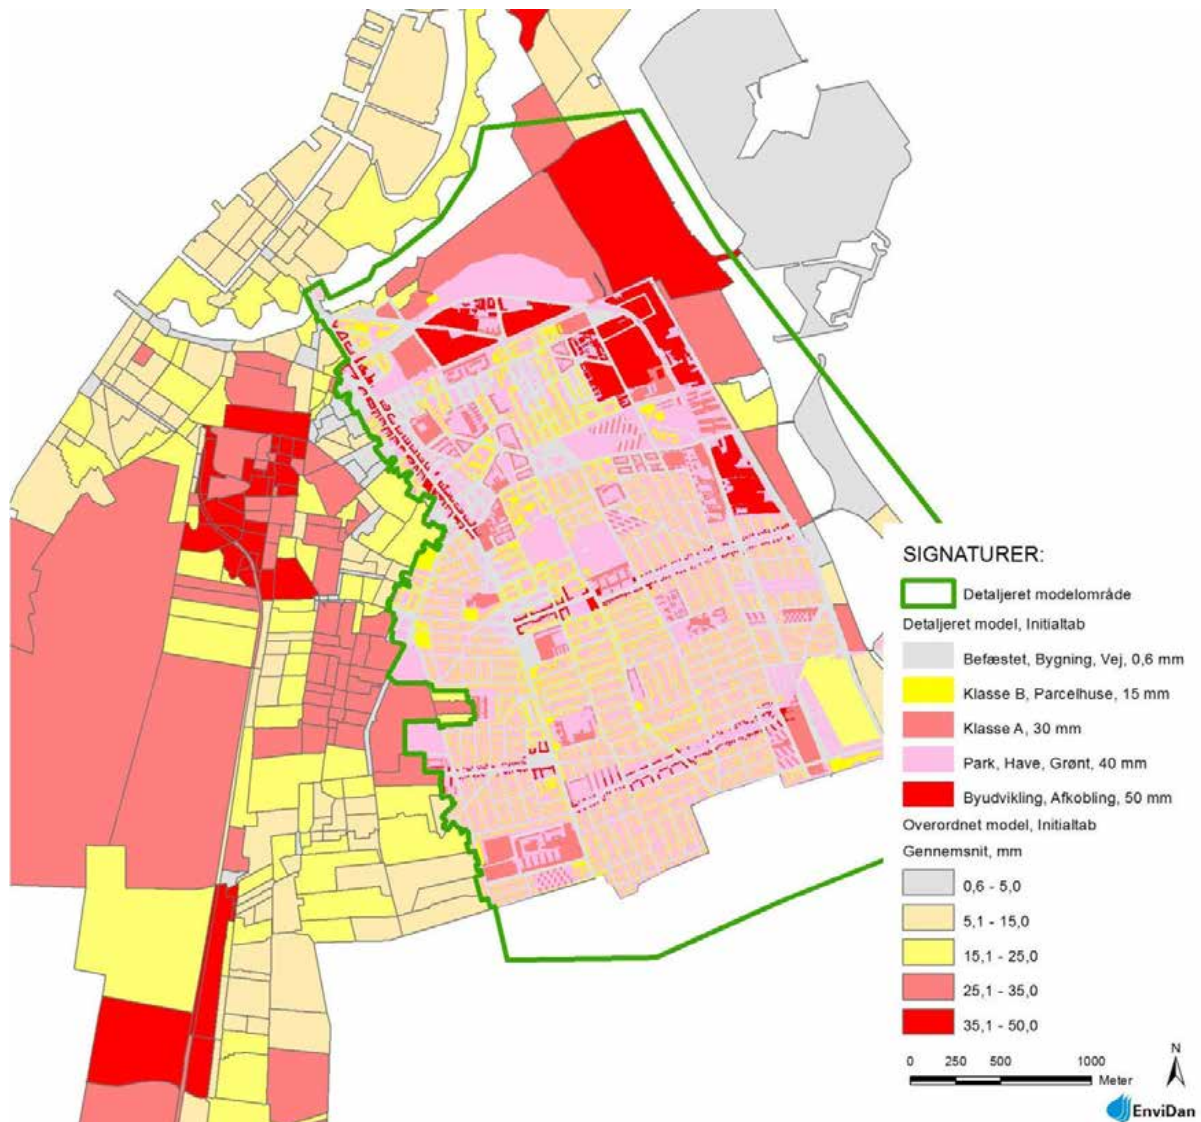 SIGNATURER:
Detaljeret modelområde
Detaljeret model, Initialtab
Befæstet, Bygning, Vej, 0,6 mm
Klasse B, Parcelhuse, 15 mm
Klasse A, 30 mm
Park, Have, Grønt, 40 mm
Byudvikling, Afkobling, 50 mm
Overordnet model, Initialtab
Gennemsnit, mm
0,6 - 5,0
5,1 - 15,0
15,1 - 25,0
25,1 - 35,0
35,1 - 50,0
0 250 500 1000
Meter
N
EnviDan